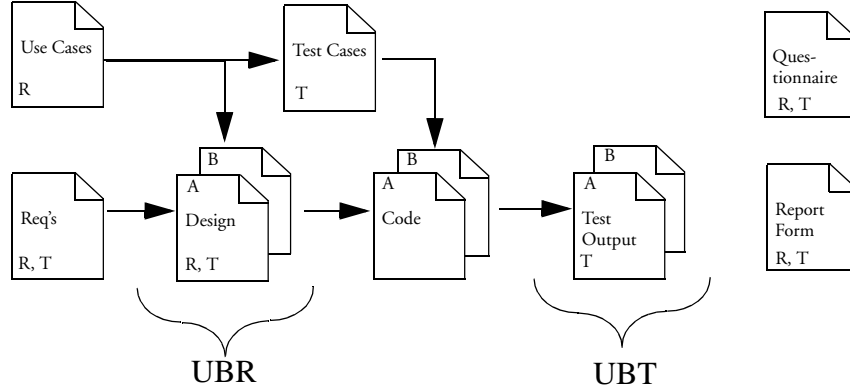 Use Cases
R
Test Cases
T
Ques-
tionnaire
R, T
B
A
Design
R, T
Req's
R, T
B
A
Code
B
A
Test
Output
T
Report
Form
R, T
UBR
UBT